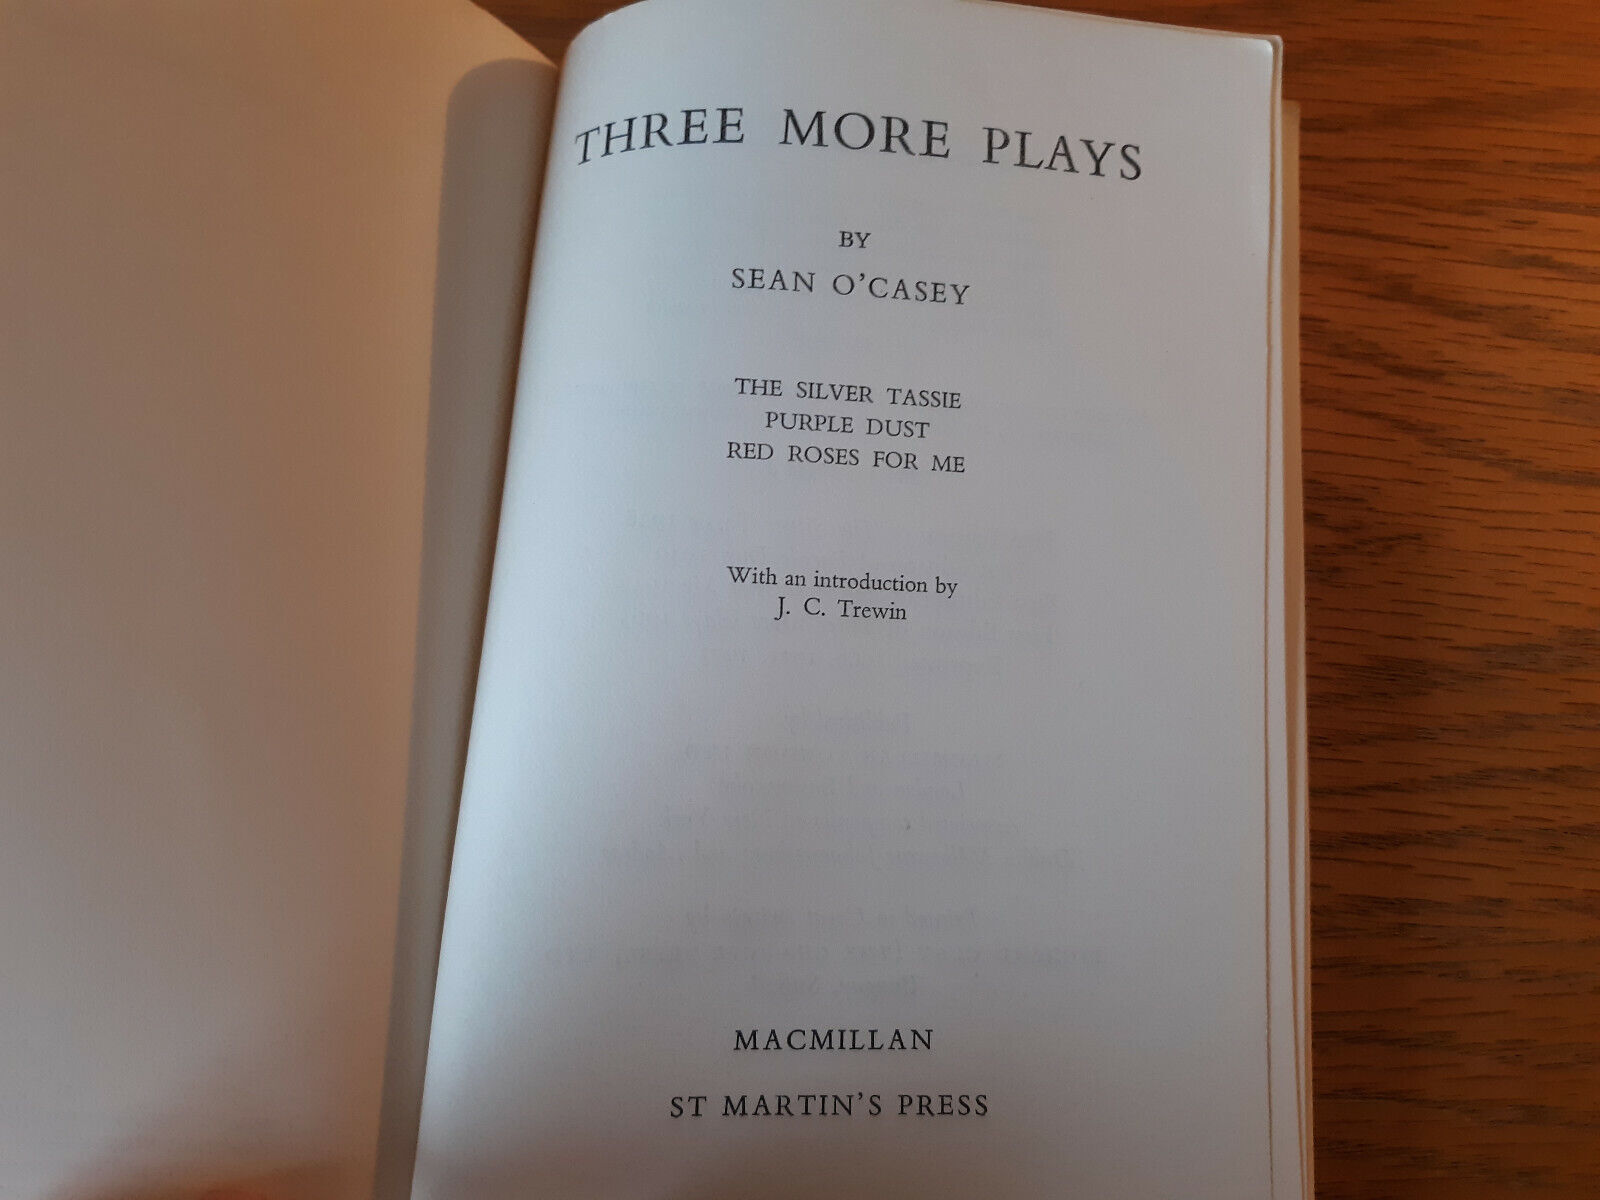 THREE MORE PLAYS
BY
SEAN O'CASEY
THE SILVER TASSIE
PURPLE DUST
RED ROSES FOR ME
With an introduction by
J. C. Trewin
MACMILLAN
ST MARTIN'S PRESS